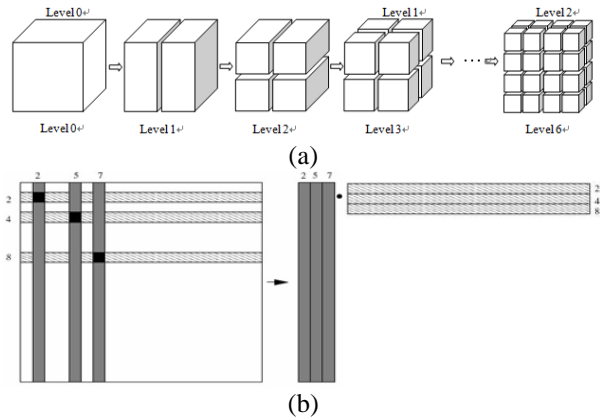 Level 0↵ Level 1↵ Level 2↵
Level 0↵ Level 1↵ Level 2↵ Level 3↵ ... Level 6↵
(a)
2 5 7 2 5 7
2 2
4 4
8 8
(b)